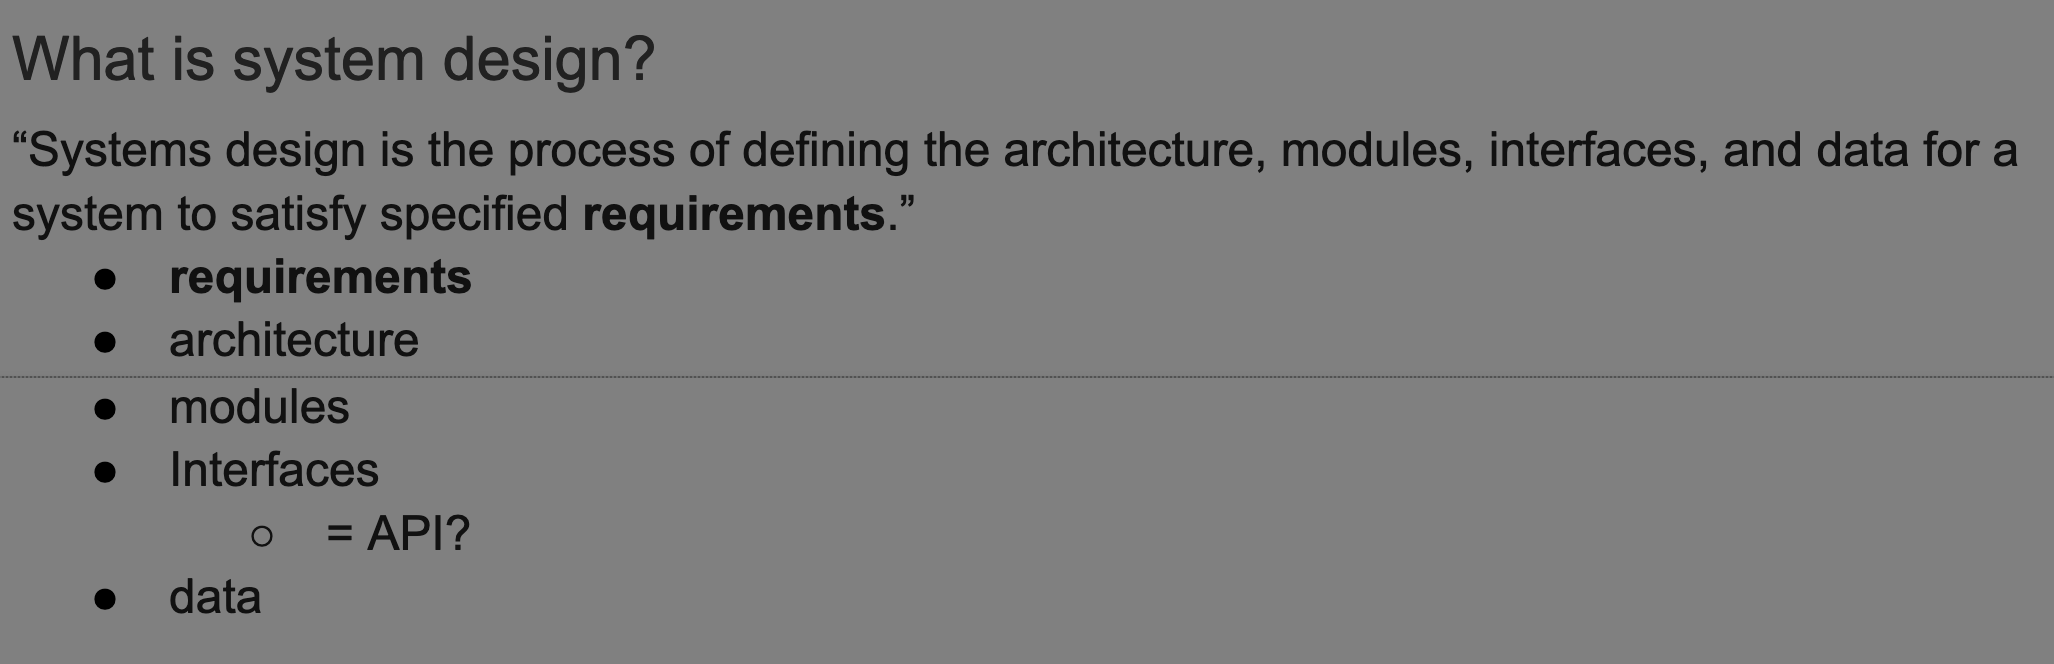 What is system design?
“Systems design is the process of defining the architecture, modules, interfaces, and data for a
system to satisfy specified requirements.”
● requirements
● architecture
● modules
● Interfaces
○ = API?
● data